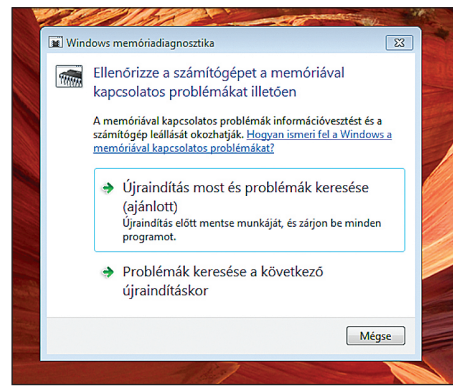 Windows memóriadiagnosztika
Ellenőrizze a számítógépet a memóriával
kapcsolatos problémákat illetően
A memóriával kapcsolatos problémák információvesztést és a
számítógép leállását okozhatják. Hogyan ismeri fel a Windows a
memóriával kapcsolatos problémákat?
Újraindítás most és problémák keresése
(ajánlott)
Újraindítás előtt mentse munkáját, és zárjon be minden
programot.
Problémák keresése a következő
újraindításkor
Mégse